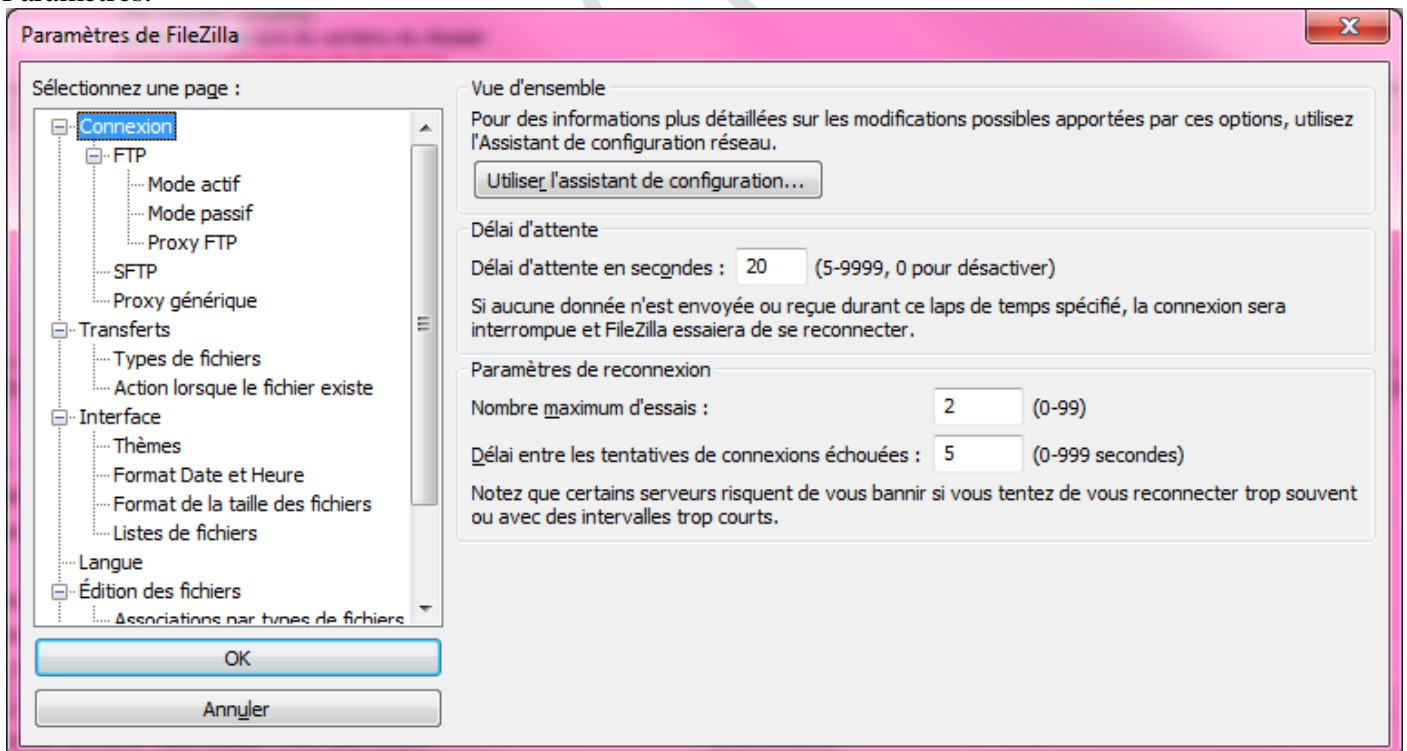 Paramètres.
Paramètres de FileZilla
Sélectionnez une page :
Connexion
FTP
Mode actif
Mode passif
Proxy FTP
SFTP
Proxy générique
Transferts
Types de fichiers
Action lorsque le fichier existe
Interface
Thèmes
Format Date et Heure
Format de la taille des fichiers
Listes de fichiers
Langue
Édition des fichiers
Associations par types de fichiers
OK
Annuler
Vue d'ensemble
Pour des informations plus détaillées sur les modifications possibles apportées par ces options, utilisez
l'Assistant de configuration réseau.
Utiliser l'assistant de configuration...
Délai d'attente
Délai d'attente en secondes : 20 (5-9999, 0 pour désactiver)
Si aucune donnée n'est envoyée ou reçue durant ce laps de temps spécifié, la connexion sera
interrompue et FileZilla essaiera de se reconnecter.
Paramètres de reconnexion
Nombre maximum d'essais : 2 (0-99)
Délai entre les tentatives de connexions échouées : 5 (0-999 secondes)
Notez que certains serveurs risquent de vous bannir si vous tentez de vous reconnecter trop souvent
ou avec des intervalles trop courts.